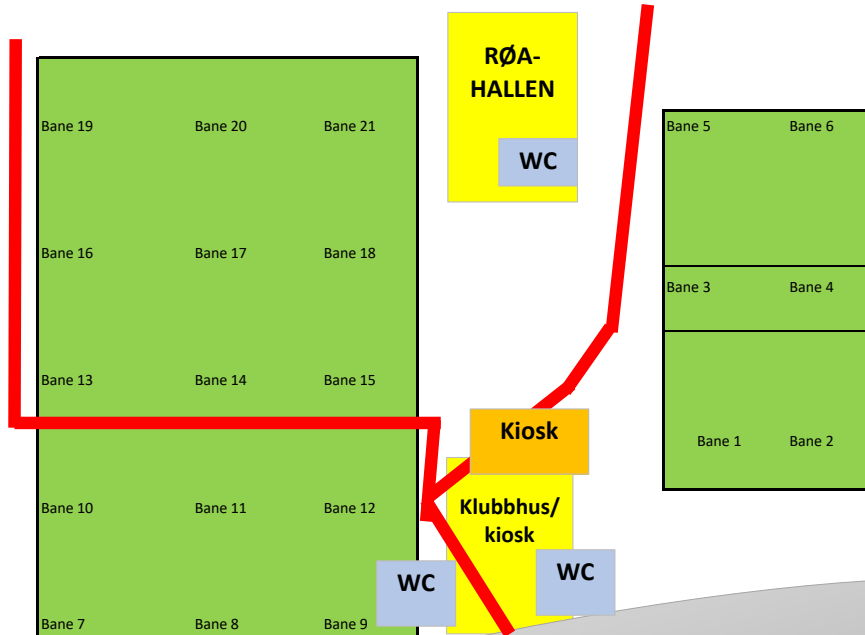 RØA-
HALLEN
WC
Bane 19 Bane 20 Bane 21
Bane 16 Bane 17 Bane 18
Bane 13 Bane 14 Bane 15
Bane 10 Bane 11 Bane 12
Bane 7 Bane 8 Bane 9
Kiosk
Klubbhus/
kiosk
WC
WC
Bane 5 Bane 6
Bane 3 Bane 4
Bane 1 Bane 2